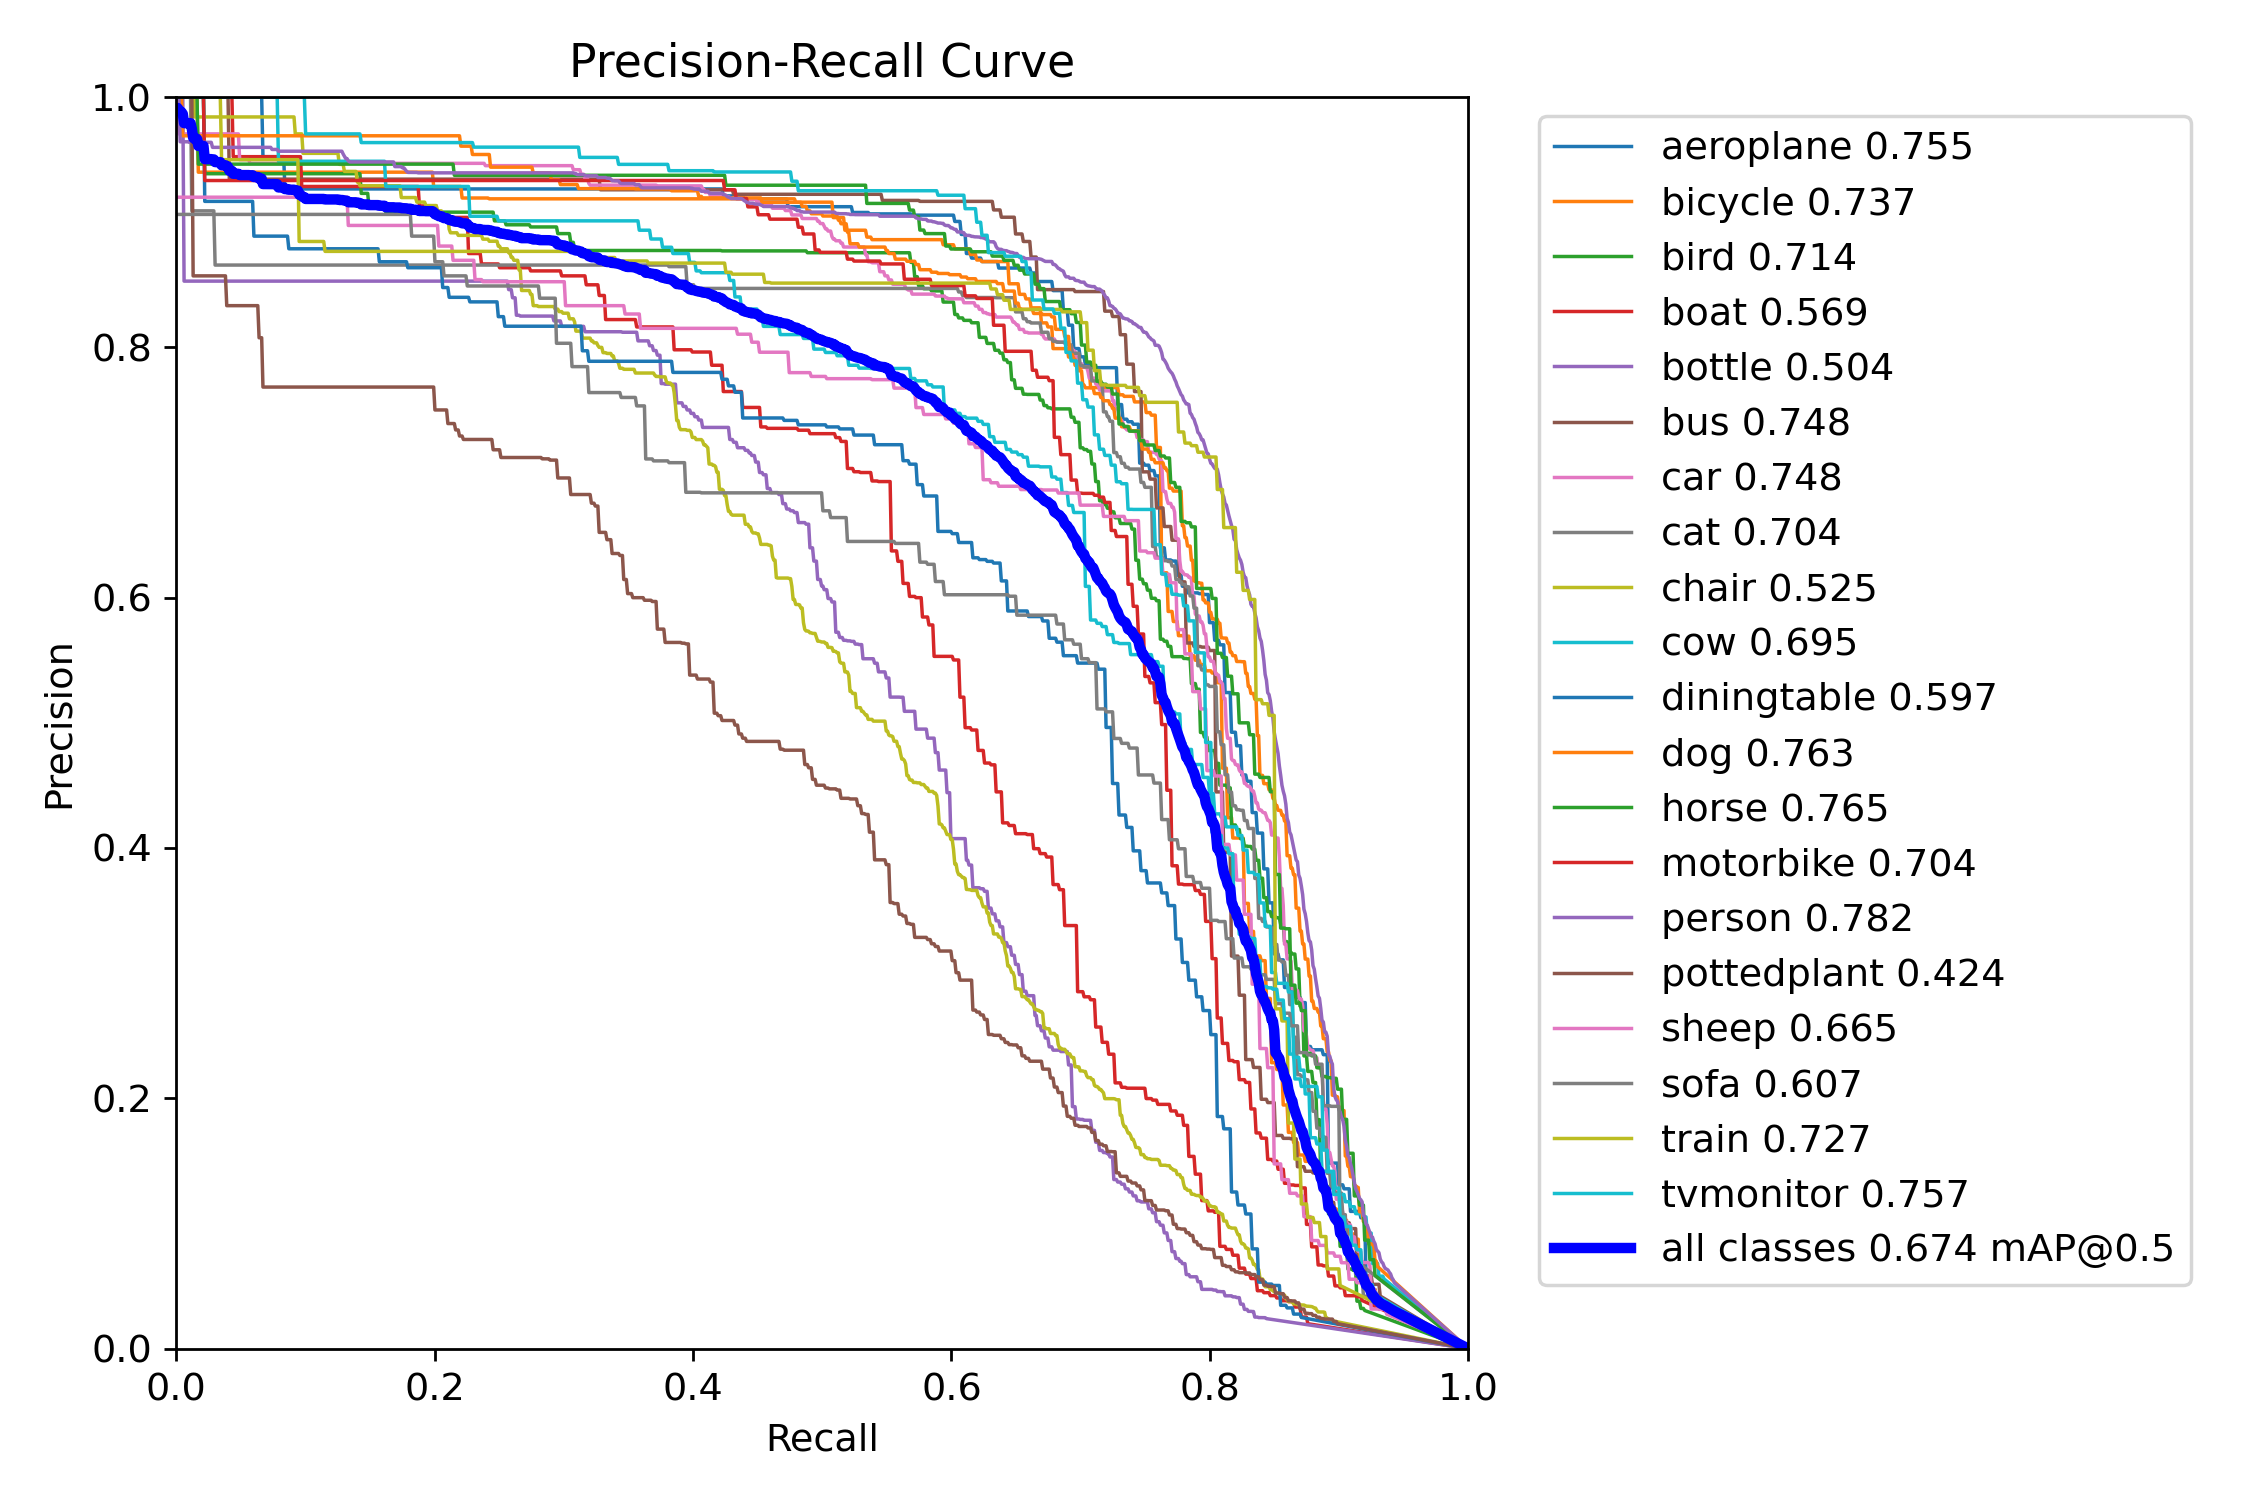 Precision-Recall Curve
1.0
0.8
0.6
0.4
0.2
0.0
Precision
0.0 0.2 0.4 0.6 0.8 1.0
Recall
aeroplane 0.755
bicycle 0.737
bird 0.714
boat 0.569
bottle 0.504
bus 0.748
car 0.748
cat 0.704
chair 0.525
cow 0.695
diningtable 0.597
dog 0.763
horse 0.765
motorbike 0.704
person 0.782
pottedplant 0.424
sheep 0.665
sofa 0.607
train 0.727
tvmonitor 0.757
all classes 0.674 mAP@0.5